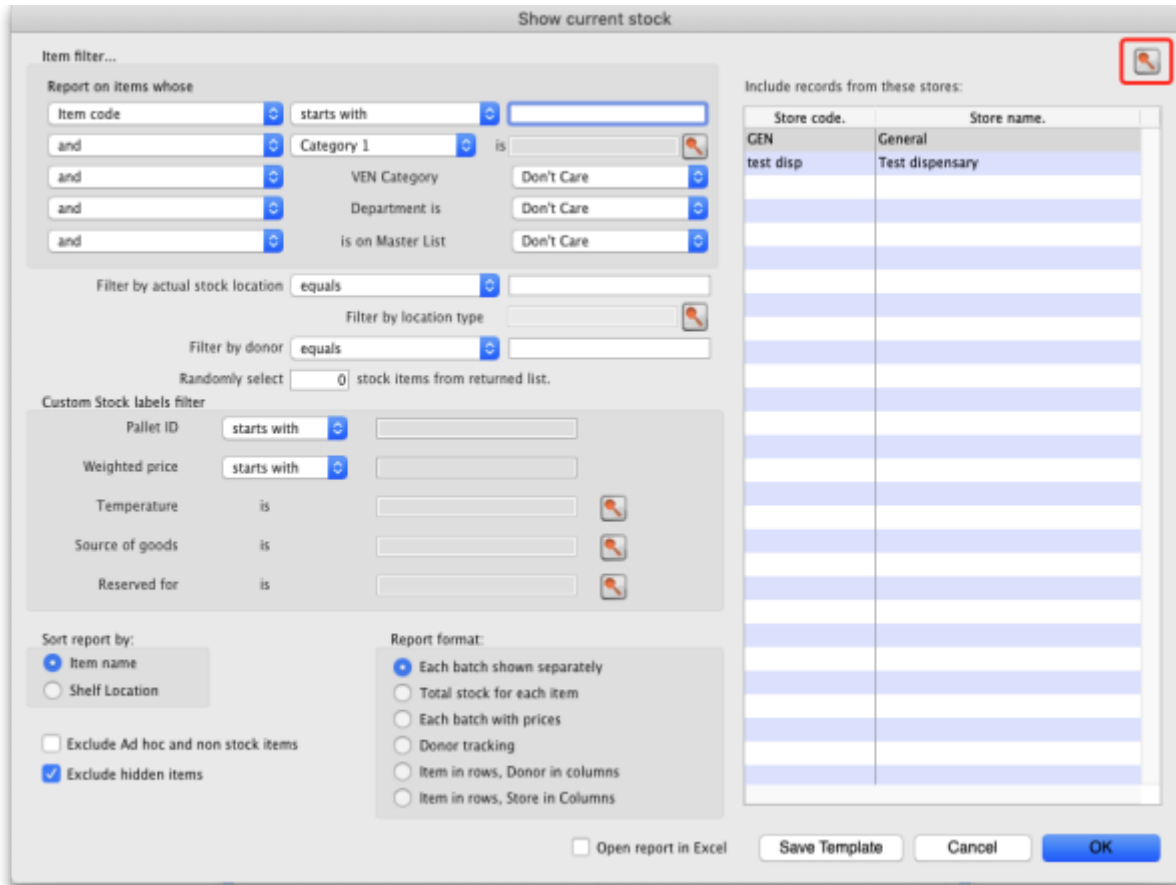 Show current stock
Item filter...
Report on items whose
Item code starts with
and Category 1 is
and VEN Category Don't Care
and Department is Don't Care
and is on Master List Don't Care
Filter by actual stock location equals
Filter by location type
Filter by donor equals
Randomly select 0 stock items from returned list.
Custom Stock labels filter
Pallet ID starts with
Weighted price starts with
Temperature is
Source of goods is
Reserved for is
Sort report by:
Item name
Shelf Location
Exclude Ad hoc and non stock items
Exclude hidden items
Report format:
Each batch shown separately
Total stock for each item
Each batch with prices
Donor tracking
Item in rows, Donor in columns
Item in rows, Store in Columns
Include records from these stores:
Store code. Store name.
GEN General
test disp Test dispensary
Open report in Excel Save Template Cancel OK